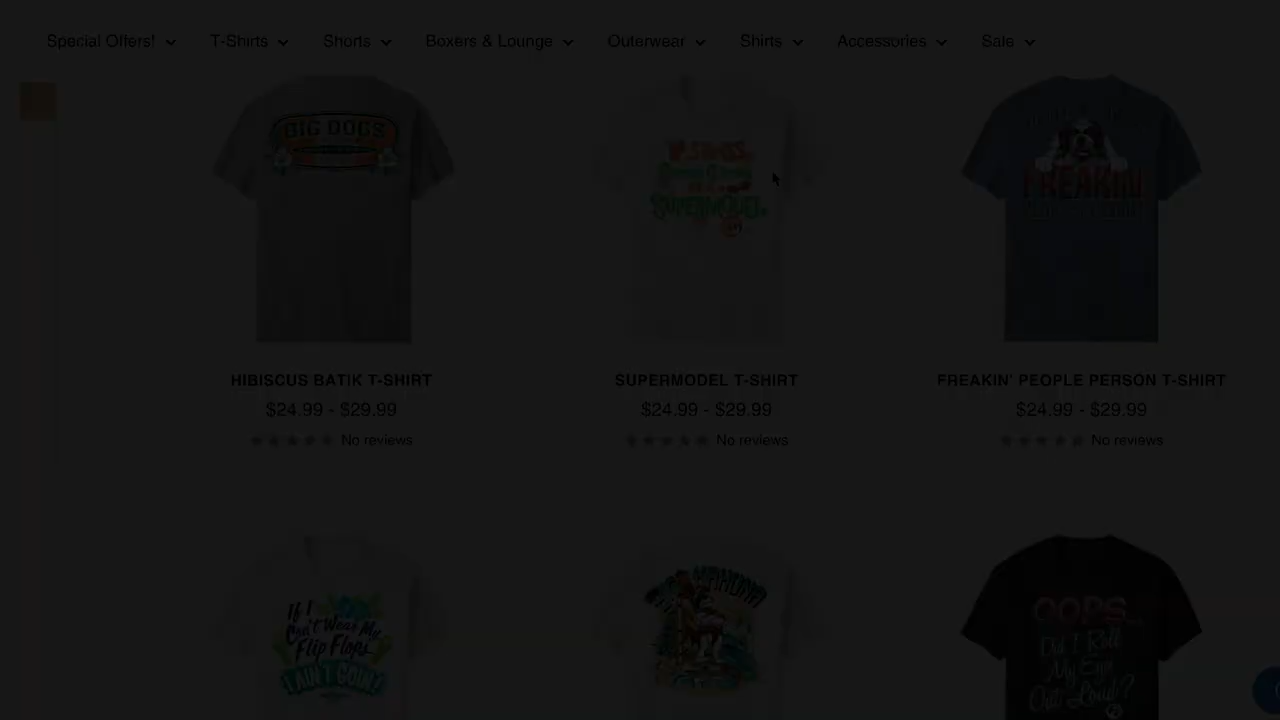 Special Offers!
T-Shirts
Shorts
Boxers & Lounge
Outerwear
Shirts
Accessories
Sale
BIG DOGS
SUPERMODEL
FREAKIN'
HIBISCUS BATIK T-SHIRT
$24.99 - $29.99
No reviews
SUPERMODEL T-SHIRT
$24.99 - $29.99
No reviews
FREAKIN' PEOPLE PERSON T-SHIRT
$24.99 - $29.99
No reviews
If I
Can't Wear My
Flip Flops
I AIN'T GOIN'!
KAHUNA
OOPS...
Did I Roll
My Eyes
Out Loud?